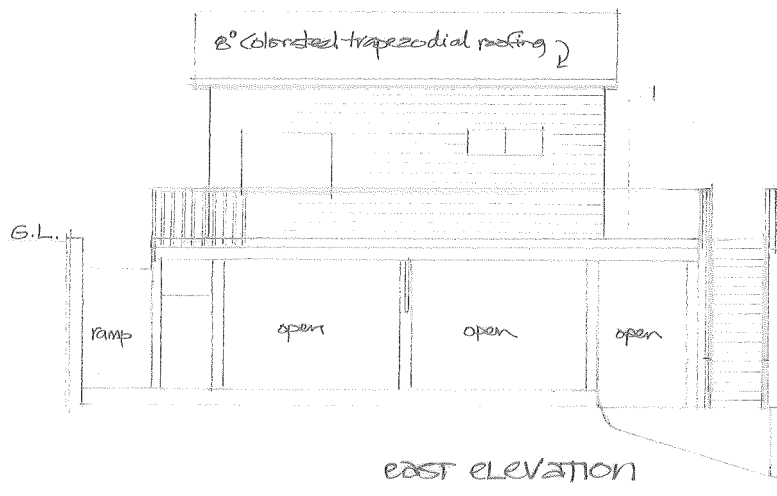 8° Colorsteel trapezodial roofing
G.L.
ramp
open
open
open
east elevation